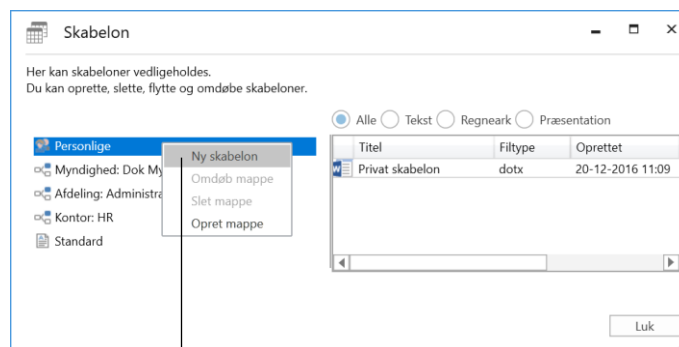 Skabelon
Her kan skabeloner vedligeholdes.
Du kan oprette, slette, flytte og omdøbe skabeloner.
Alle Tekst Regneark Præsentation
Personlige
Myndighed: Dok My
Afdeling: Administra
Kontor: HR
Standard
Ny skabelon
Omdøb mappe
Slet mappe
Opret mappe
Titel Filtype Oprettet
Privat skabelon dotx 20-12-2016 11:09
Luk